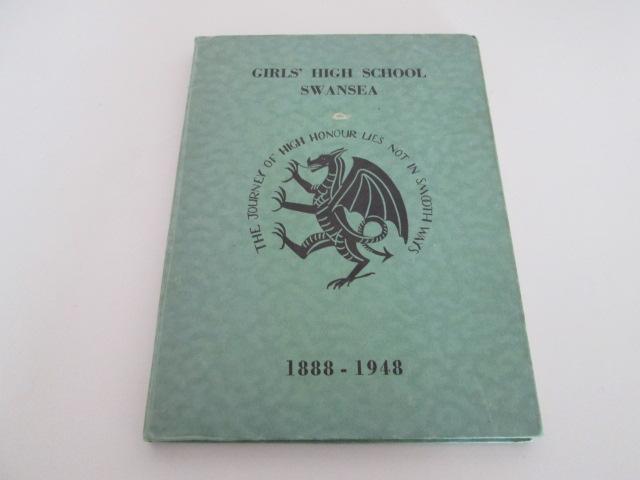 GIRLS' HIGH SCHOOL
SWANSEA
THE JOURNEY OF HIGH HONOUR LIES NOT IN SMOOTH WAYS
1888 - 1948